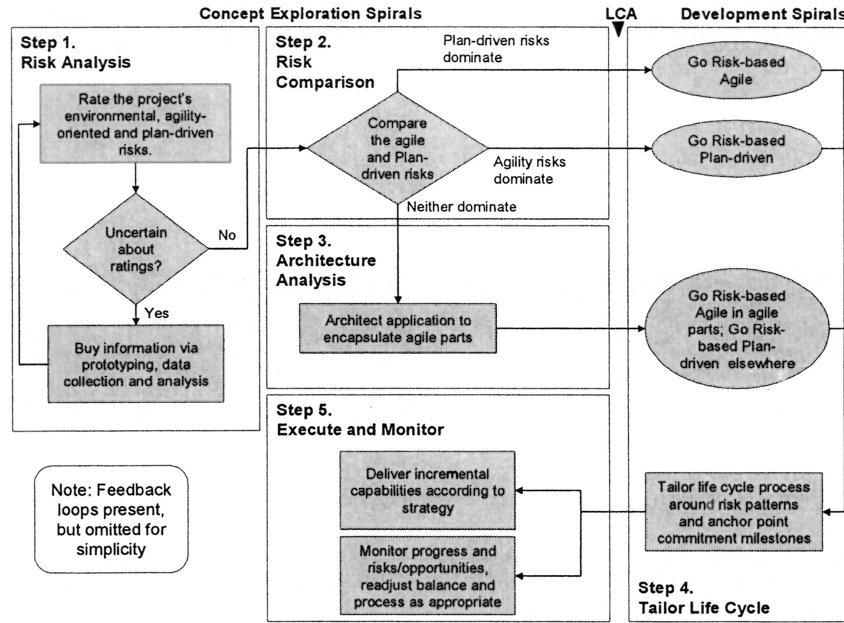 Concept Exploration Spirals
LCA
Development Spirals
Step 1.
Risk Analysis
Rate the project's
environmental, agility-
oriented and plan-driven
risks.
Uncertain
about
ratings?
No
Yes
Buy information via
prototyping, data
collection and analysis
Note: Feedback
loops present,
but omitted for
simplicity
Step 2.
Risk
Comparison
Plan-driven risks
dominate
Compare
the agile
and Plan-
driven risks
Agility risks
dominate
Neither dominate
Go Risk-based
Agile
Go Risk-based
Plan-driven
Step 3.
Architecture
Analysis
Architect application to
encapsulate agile parts
Go Risk-based
Agile in agile
parts; Go Risk-
based Plan-
driven elsewhere
Tailor life cycle process
around risk patterns
and anchor point
commitment milestones
Step 4.
Tailor Life Cycle
Step 5.
Execute and Monitor
Deliver incremental
capabilities according to
strategy
Monitor progress and
risks/opportunities,
readjust balance and
process as appropriate